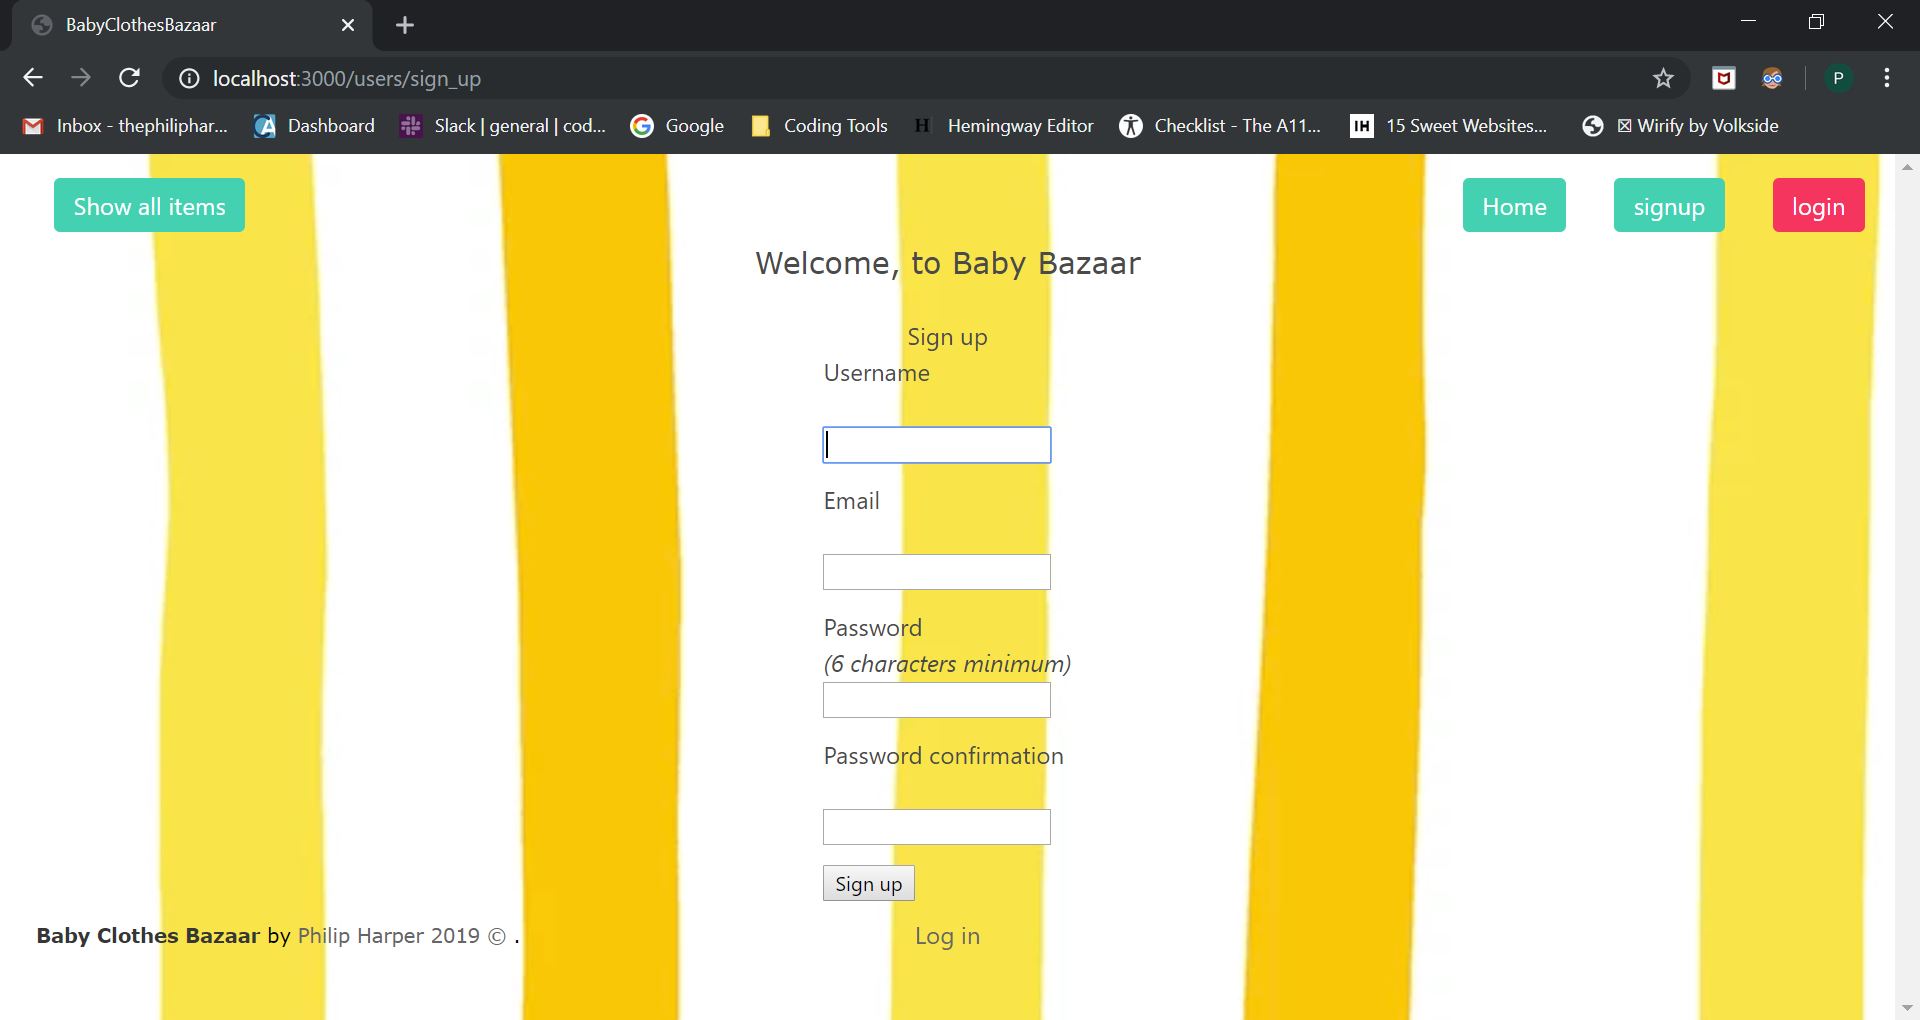 BabyClothesBazaar
localhost:3000/users/sign_up
P
Inbox - thephiliphar... Dashboard Slack | general | cod... Google Coding Tools H Hemingway Editor Checklist - The A11... IH 15 Sweet Websites... ☒ Wirify by Volkside
Show all items Home signup login
Welcome, to Baby Bazaar
Sign up
Username
Email
Password
(6 characters minimum)
Password confirmation
Sign up
Baby Clothes Bazaar by Philip Harper 2019 © . Log in